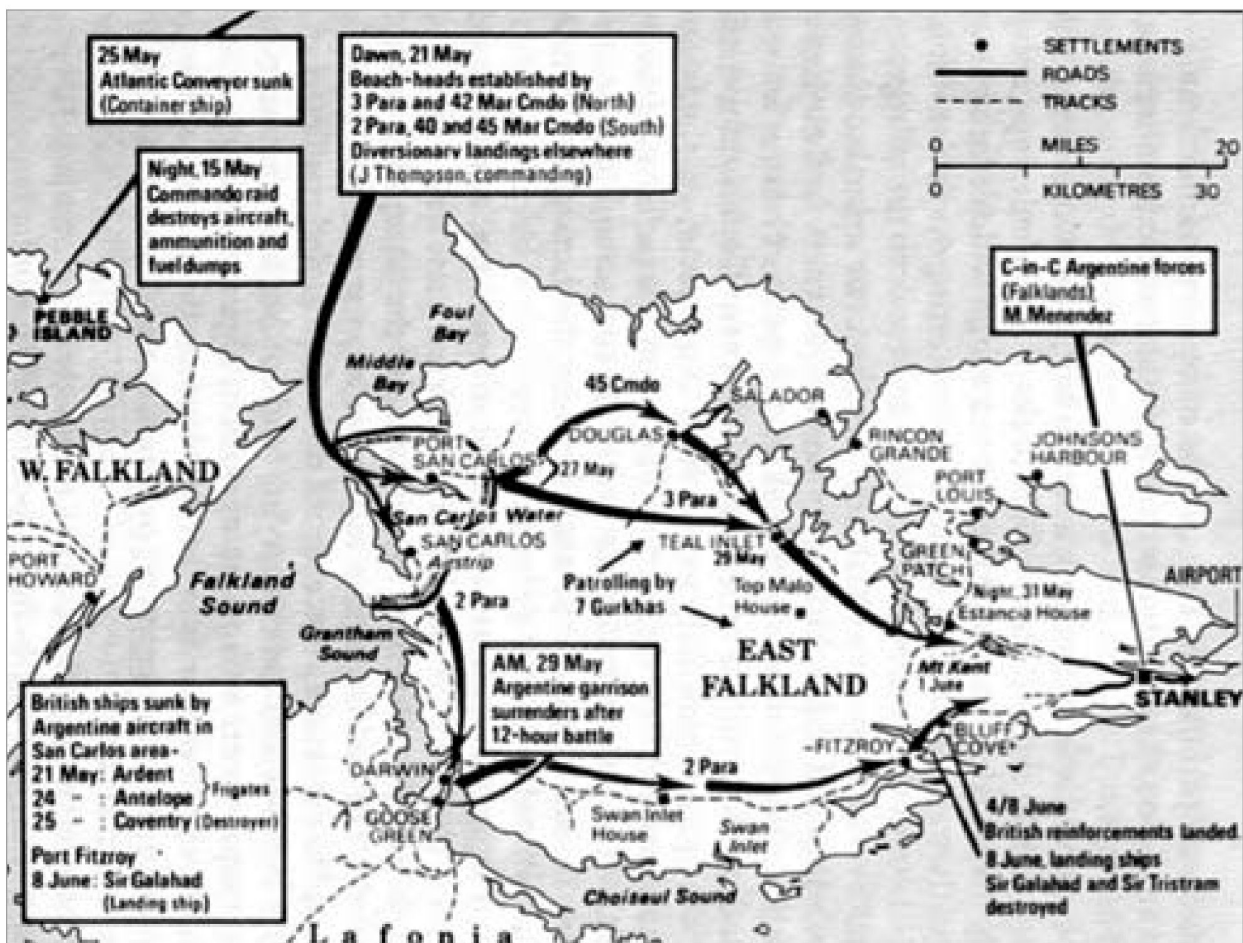 25 May
Atlantic Conveyor sunk
(Container ship)
Dawn, 21 May
Beach-heads established by
3 Para and 42 Mar Cmdo (North)
2 Para, 40 and 45 Mar Cmdo (South)
Diversionary landings elsewhere
(J Thompson, commanding)
SETTLEMENTS
ROADS
TRACKS
0 MILES 20
0 KILOMETRES 30
Night, 15 May
Commando raid
destroys aircraft,
ammunition and
fuel dumps
C-in-C Argentine forces
(Falklands)
M. Menendez
PEBBLE
ISLAND
Foul
Bay
Middle
Bay
45 Cmdo
SALADOR
DOUGLAS
RINCON
GRANDE
JOHNSONS
HARBOUR
PORT
LOUIS
W. FALKLAND
PORT
SAN CARLOS
27 May
3 Para
San Carlos Water
SAN CARLOS
Airstrip
TEAL INLET
29 May
GREEN
PATCH
PORT
HOWARD
Falkland
Sound
Patrolling by
7 Gurkhas
Top Malo
House
Night, 31 May
Estancia House
AIRPORT
2 Para
Grantham
Sound
EAST
FALKLAND
Mt Kent
1 June
STANLEY
AM, 29 May
Argentine garrison
surrenders after
12-hour battle
British ships sunk by
Argentine aircraft in
San Carlos area-
21 May: Ardent
24 " : Antelope
Frigates
25 " : Coventry (Destroyer)
Port Fitzroy
8 June: Sir Galahad
(Landing ship)
DARWIN
GOOSE
GREEN
2 Para
FITZROY
BLUFF
COVE
Swan Inlet
House
Swan
Inlet
Choiseul Sound
4/8 June
British reinforcements landed.
8 June, landing ships
Sir Galahad and Sir Tristram
destroyed
Lafonia